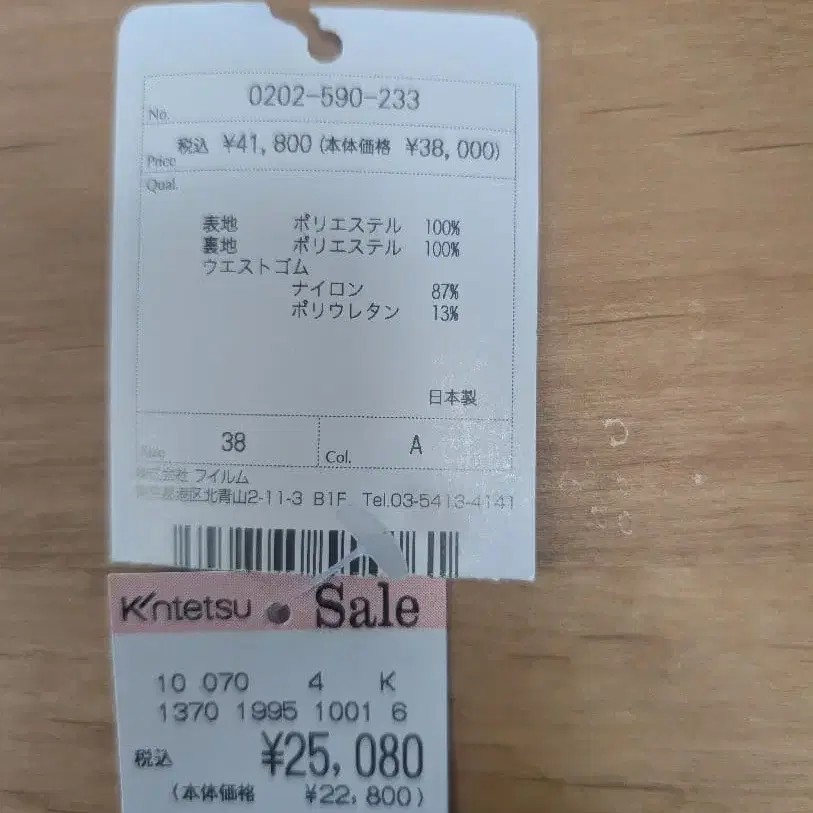 No. 0202-590-233
Price 税込 ¥41,800 (本体価格 ¥38,000)
Qual.
表地 ポリエステル 100%
裏地 ポリエステル 100%
ウエストゴム
ナイロン 87%
ポリウレタン 13%
日本製
Size 38 Col. A
株式会社 フイルム
東京都港区北青山2-11-3 B1F Tel.03-5413-4141
Kintetsu Sale
10 070 4 K
1370 1995 1001 6
税込 ¥25,080
(本体価格 ¥22,800)